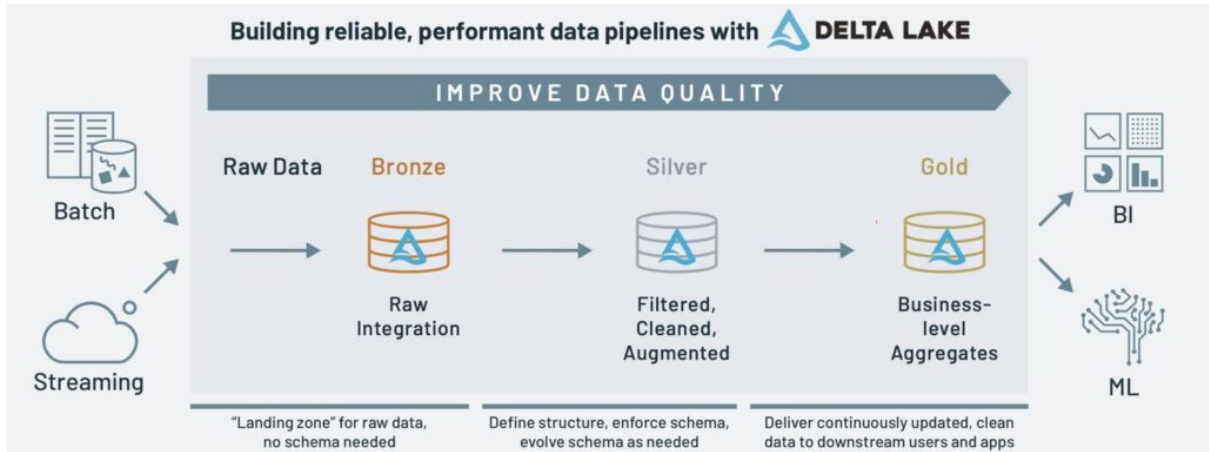 Building reliable, performant data pipelines with DELTA LAKE
IMPROVE DATA QUALITY
Batch
Streaming
Raw Data
Bronze
Silver
Gold
Raw
Integration
Filtered,
Cleaned,
Augmented
Business-
level
Aggregates
"Landing zone" for raw data,
no schema needed
Define structure, enforce schema,
evolve schema as needed
Deliver continuously updated, clean
data to downstream users and apps
BI
ML